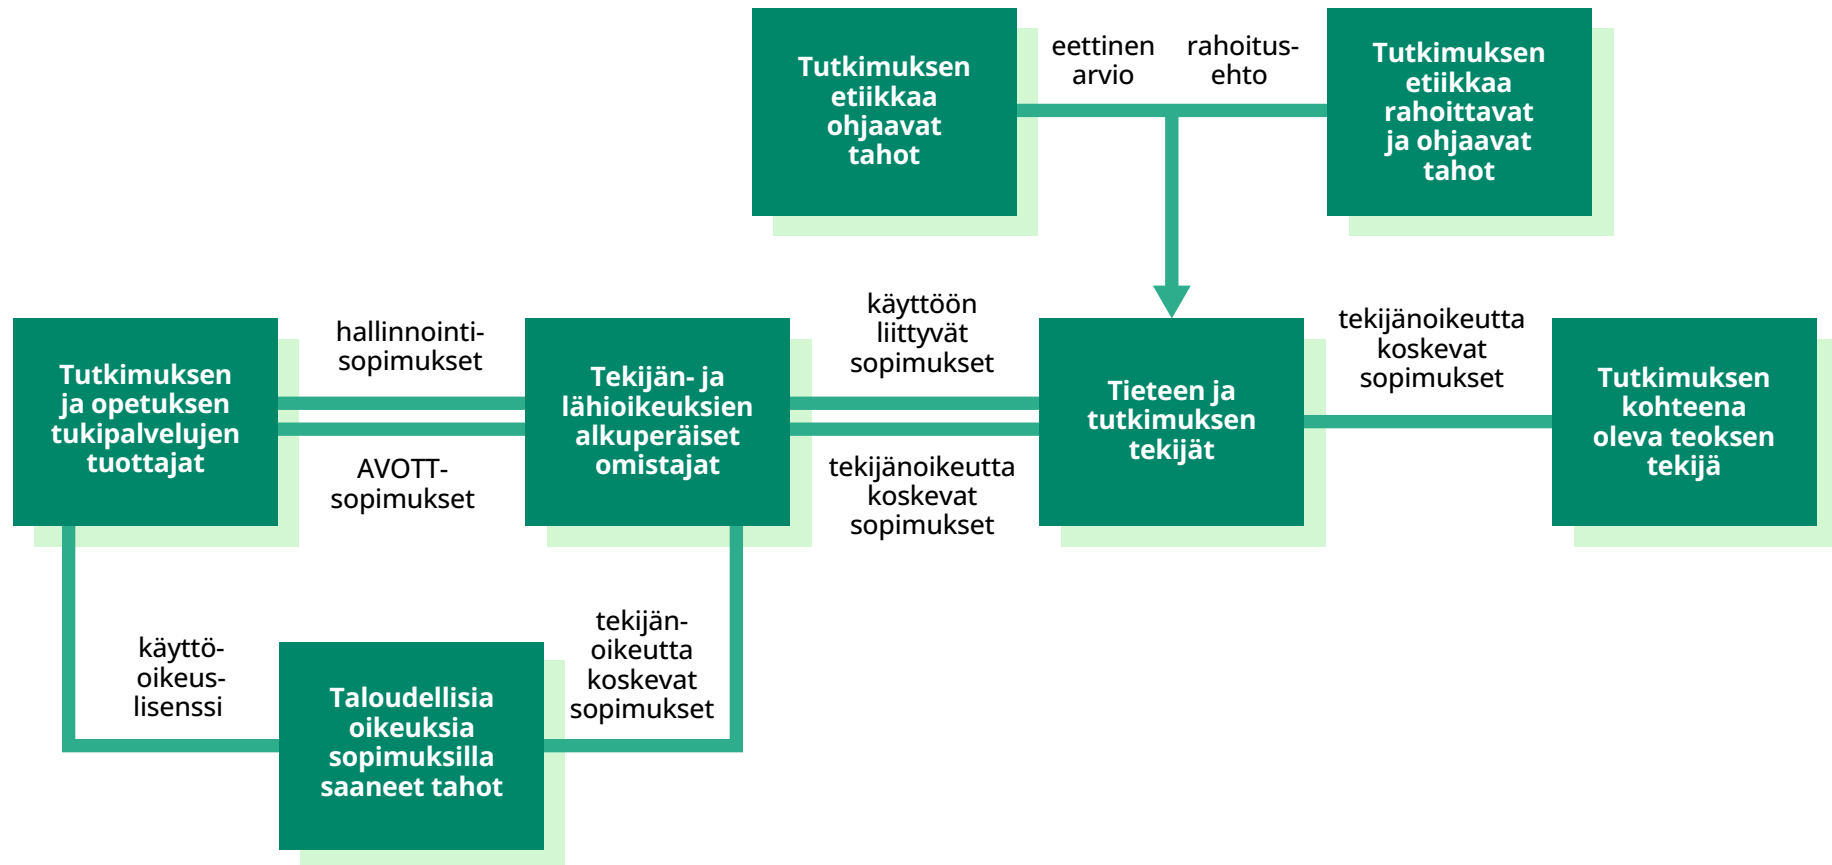 Tutkimuksen
etiikkaa
ohjaavat
tahot
eettinen
arvio
rahoitus-
ehto
Tutkimuksen
etiikkaa
rahoittavat
ja ohjaavat
tahot
Tutkimuksen
ja opetuksen
tukipalvelujen
tuottajat
hallinnointi-
sopimukset
AVOTT-
sopimukset
Tekijän- ja
lähioikeuksien
alkuperäiset
omistajat
käyttöön
liittyvät
sopimukset
tekijänoikeutta
koskevat
sopimukset
Tieteen ja
tutkimuksen
tekijät
tekijänoikeutta
koskevat
sopimukset
Tutkimuksen
kohteena
oleva teoksen
tekijä
käyttö-
oikeus-
lisenssi
Taloudellisia
oikeuksia
sopimuksilla
saaneet tahot
tekijän-
oikeutta
koskevat
sopimukset